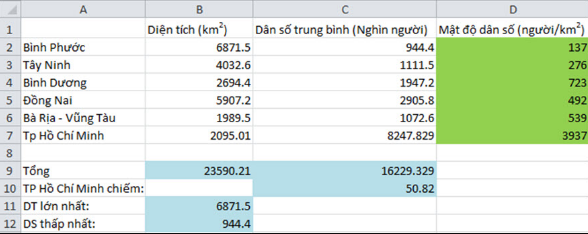 A B C D
1 Diện tích (km²) Dân số trung bình (Nghìn người) Mật độ dân số (người/km²)
2 Bình Phước 6871.5 944.4 137
3 Tây Ninh 4032.6 1111.5 276
4 Bình Dương 2694.4 1947.2 723
5 Đồng Nai 5907.2 2905.8 492
6 Bà Rịa - Vũng Tàu 1989.5 1072.6 539
7 Tp Hồ Chí Minh 2095.01 8247.829 3937
8
9 Tổng 23590.21 16229.329
10 TP Hồ Chí Minh chiếm: 50.82
11 DT lớn nhất: 6871.5
12 DS thấp nhất: 944.4